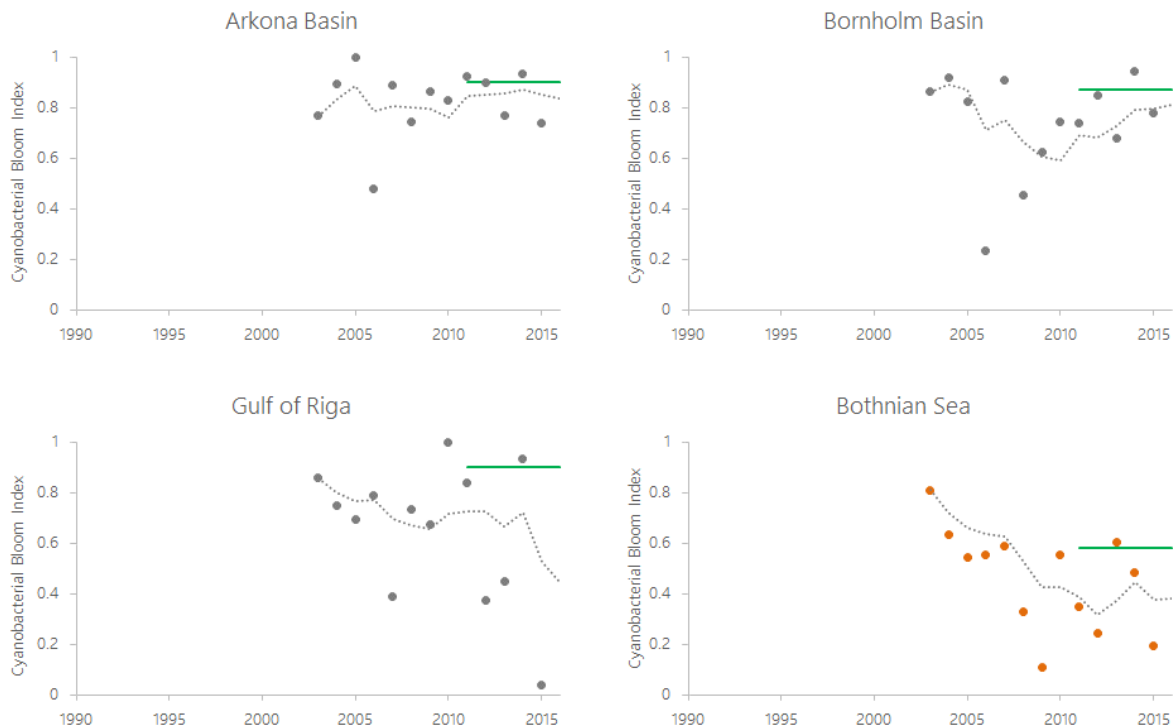 Arkona Basin
Cyanobacterial Bloom Index
1
0.8
0.6
0.4
0.2
0
1990 1995 2000 2005 2010 2015
Bornholm Basin
Cyanobacterial Bloom Index
1
0.8
0.6
0.4
0.2
0
1990 1995 2000 2005 2010 2015
Gulf of Riga
Cyanobacterial Bloom Index
1
0.8
0.6
0.4
0.2
0
1990 1995 2000 2005 2010 2015
Bothnian Sea
Cyanobacterial Bloom Index
1
0.8
0.6
0.4
0.2
0
1990 1995 2000 2005 2010 2015